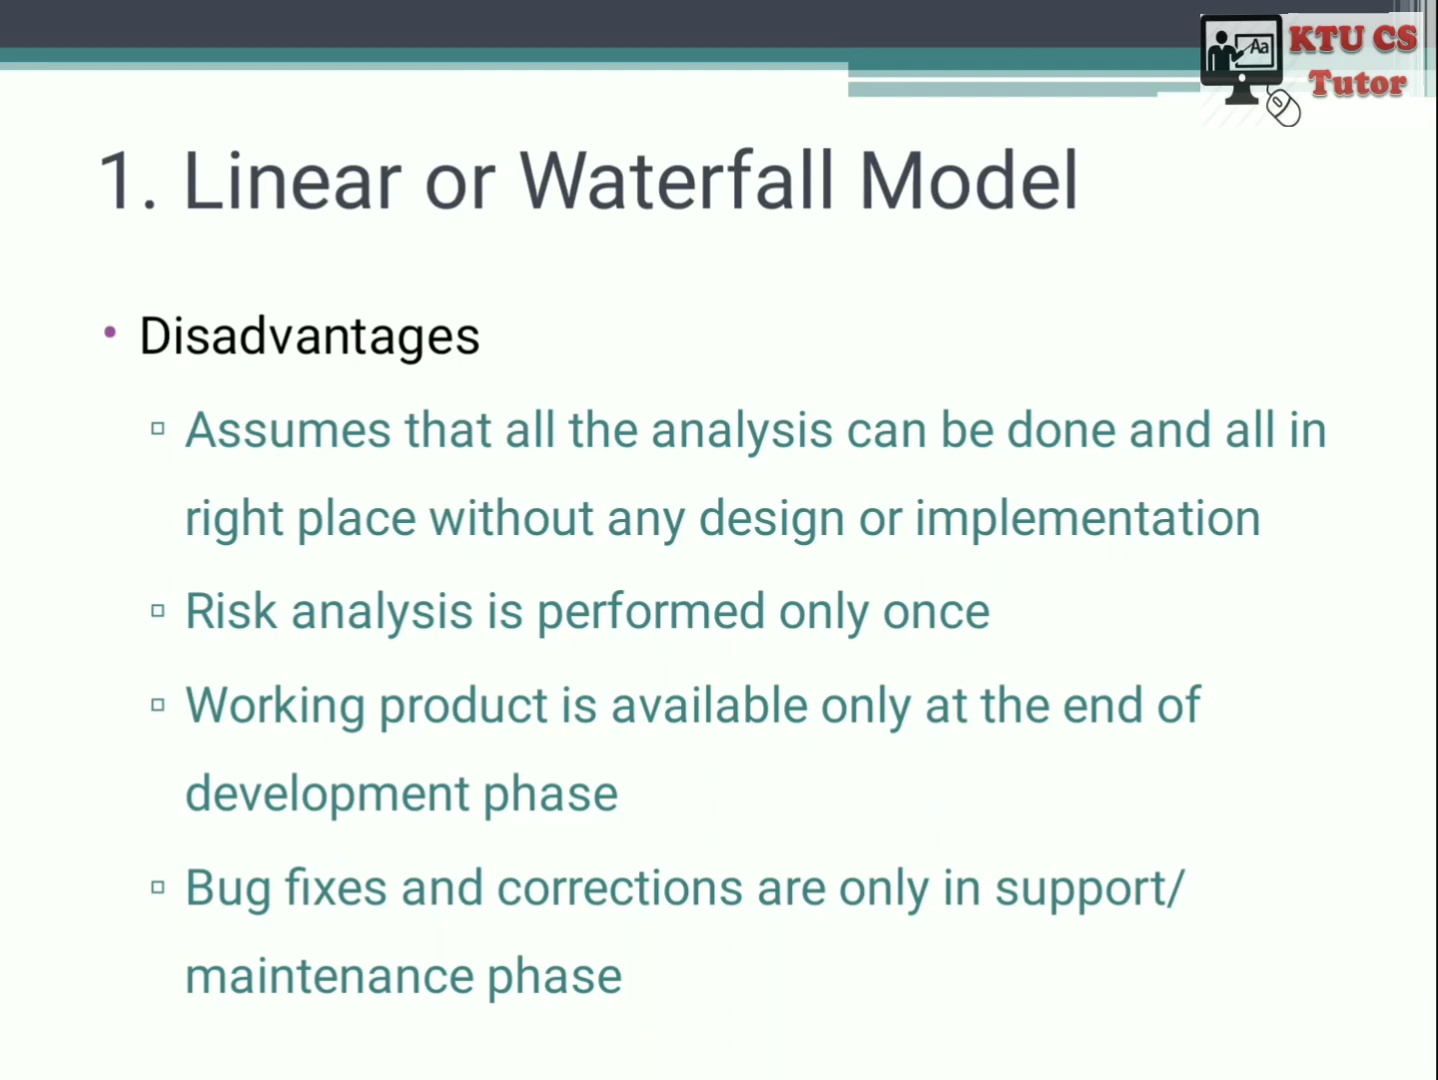 Aa
KTU CS
Tutor
1. Linear or Waterfall Model
• Disadvantages
▫ Assumes that all the analysis can be done and all in
right place without any design or implementation
▫ Risk analysis is performed only once
▫ Working product is available only at the end of
development phase
▫ Bug fixes and corrections are only in support/
maintenance phase